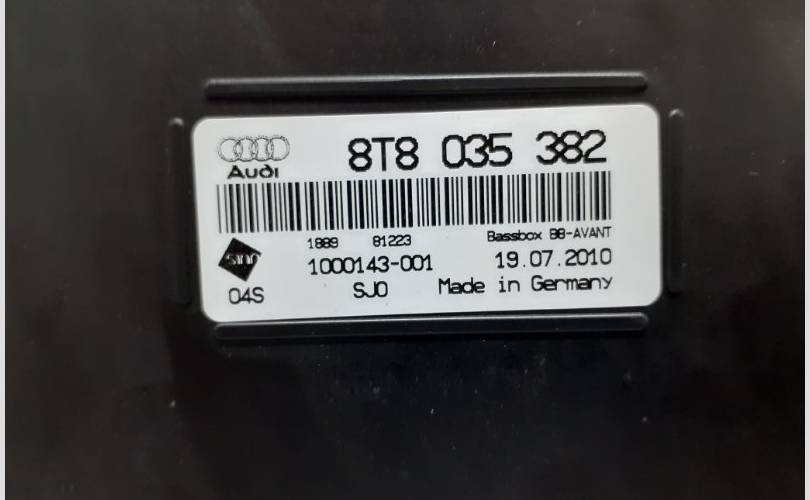 8T8 035 382
Audi
1889 81223 Bassbox B8-AVANT
1000143-001 19.07.2010
04S SJ0 Made in Germany